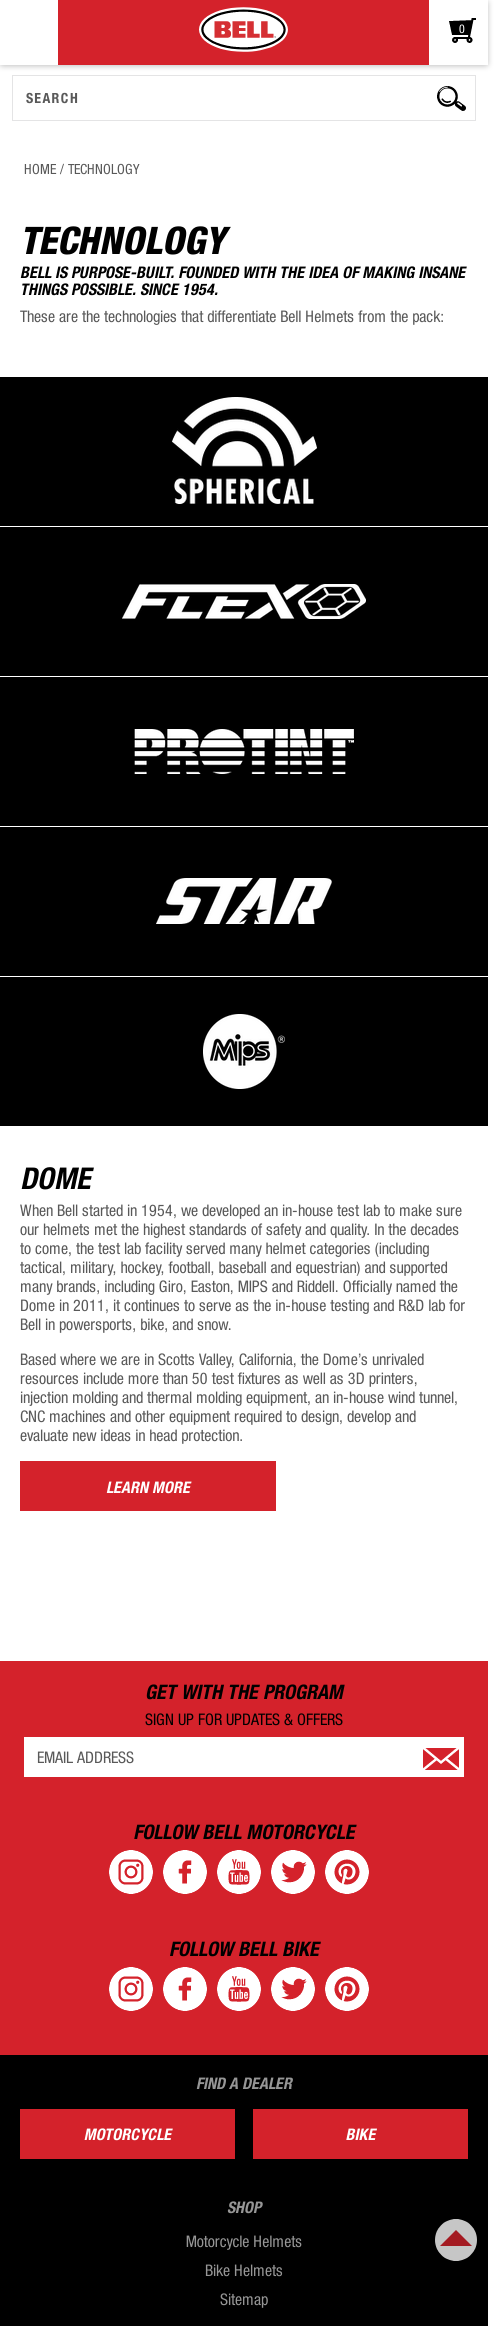 BELL
0
SEARCH
HOME / TECHNOLOGY
TECHNOLOGY
BELL IS PURPOSE-BUILT. FOUNDED WITH THE IDEA OF MAKING INSANE
THINGS POSSIBLE. SINCE 1954.
These are the technologies that differentiate Bell Helmets from the pack:
SPHERICAL
FLEX
PROTINT™
STAR
Mips®
DOME
When Bell started in 1954, we developed an in-house test lab to make sure
our helmets met the highest standards of safety and quality. In the decades
to come, the test lab facility served many helmet categories (including
tactical, military, hockey, football, baseball and equestrian) and supported
many brands, including Giro, Easton, MIPS and Riddell. Officially named the
Dome in 2011, it continues to serve as the in-house testing and R&D lab for
Bell in powersports, bike, and snow.
Based where we are in Scotts Valley, California, the Dome's unrivaled
resources include more than 50 test fixtures as well as 3D printers,
injection molding and thermal molding equipment, an in-house wind tunnel,
CNC machines and other equipment required to design, develop and
evaluate new ideas in head protection.
LEARN MORE
GET WITH THE PROGRAM
SIGN UP FOR UPDATES & OFFERS
EMAIL ADDRESS
FOLLOW BELL MOTORCYCLE
You
Tube
FOLLOW BELL BIKE
You
Tube
FIND A DEALER
MOTORCYCLE BIKE
SHOP
Motorcycle Helmets
Bike Helmets
Sitemap